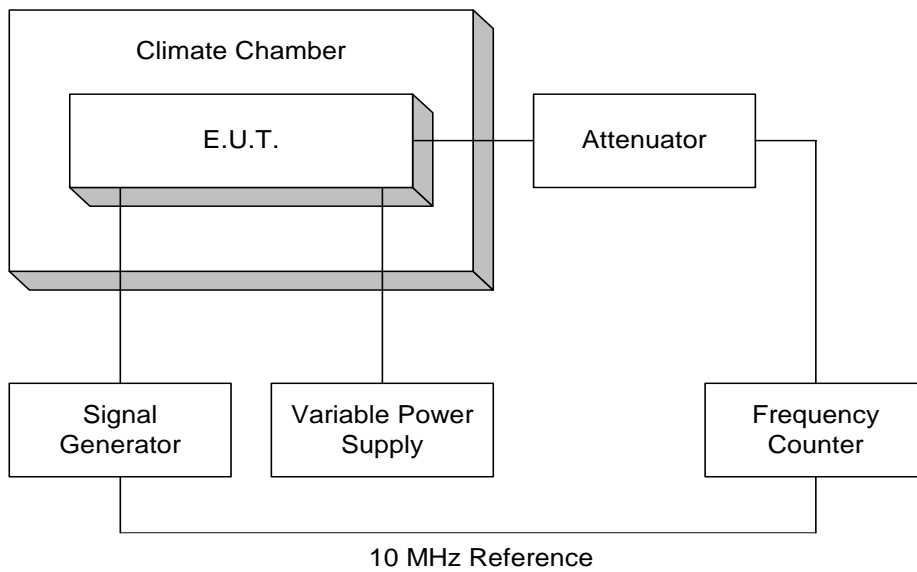 Climate Chamber
E.U.T.
Attenuator
Signal
Generator
Variable Power
Supply
Frequency
Counter
10 MHz Reference